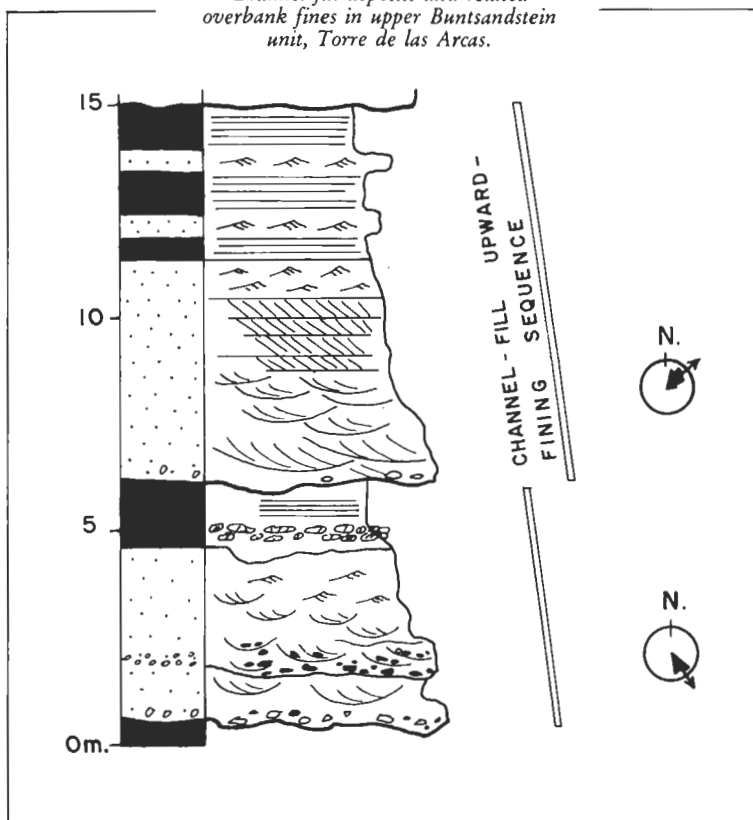 overbank fines in upper Buntsandstein
unit, Torre de las Arcas.
15
10
5
0m.
CHANNEL-FILL UPWARD-
FINING SEQUENCE
N.
N.